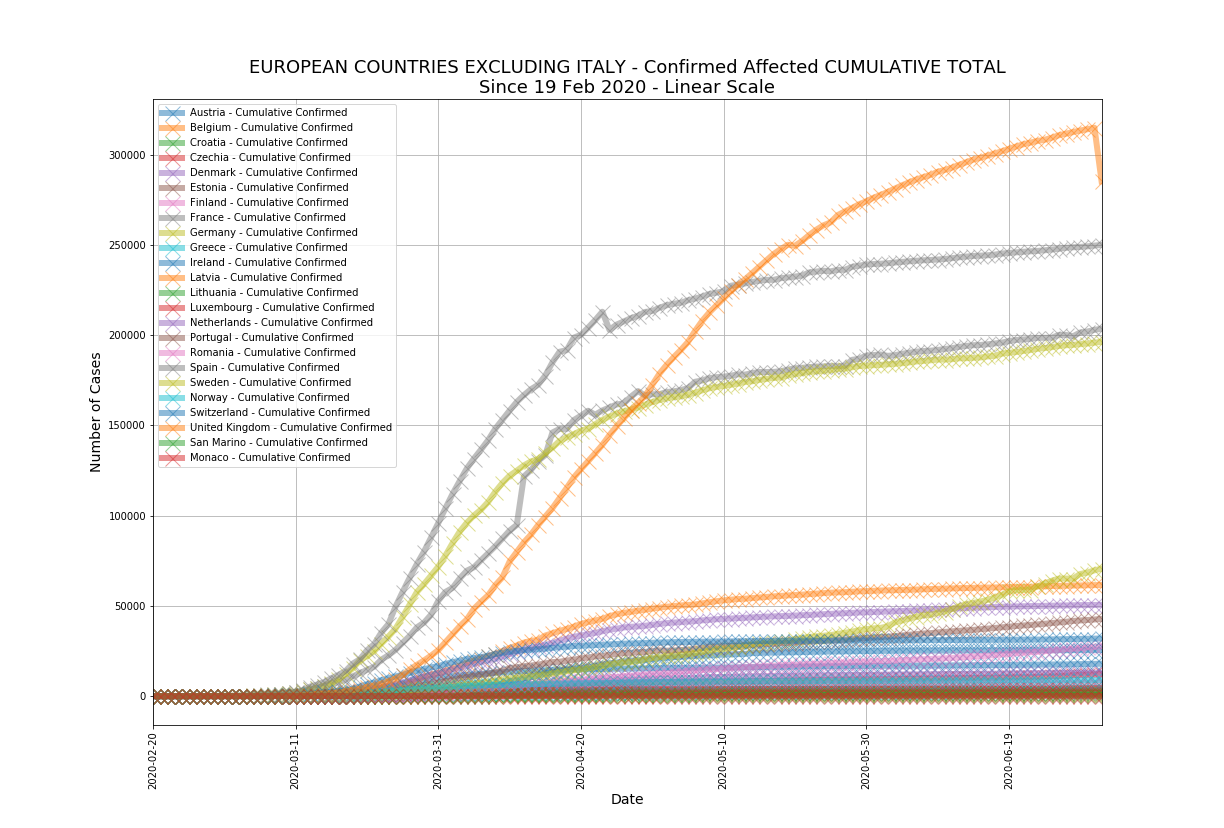 EUROPEAN COUNTRIES EXCLUDING ITALY - Confirmed Affected CUMULATIVE TOTAL
Since 19 Feb 2020 - Linear Scale
Austria - Cumulative Confirmed
Belgium - Cumulative Confirmed
Croatia - Cumulative Confirmed
Czechia - Cumulative Confirmed
Denmark - Cumulative Confirmed
Estonia - Cumulative Confirmed
Finland - Cumulative Confirmed
France - Cumulative Confirmed
Germany - Cumulative Confirmed
Greece - Cumulative Confirmed
Ireland - Cumulative Confirmed
Latvia - Cumulative Confirmed
Lithuania - Cumulative Confirmed
Luxembourg - Cumulative Confirmed
Netherlands - Cumulative Confirmed
Portugal - Cumulative Confirmed
Romania - Cumulative Confirmed
Spain - Cumulative Confirmed
Sweden - Cumulative Confirmed
Norway - Cumulative Confirmed
Switzerland - Cumulative Confirmed
United Kingdom - Cumulative Confirmed
San Marino - Cumulative Confirmed
Monaco - Cumulative Confirmed
Number of Cases
300000
250000
200000
150000
100000
50000
0
2020-02-20
2020-03-11
2020-03-31
2020-04-20
2020-05-10
2020-05-30
2020-06-19
Date